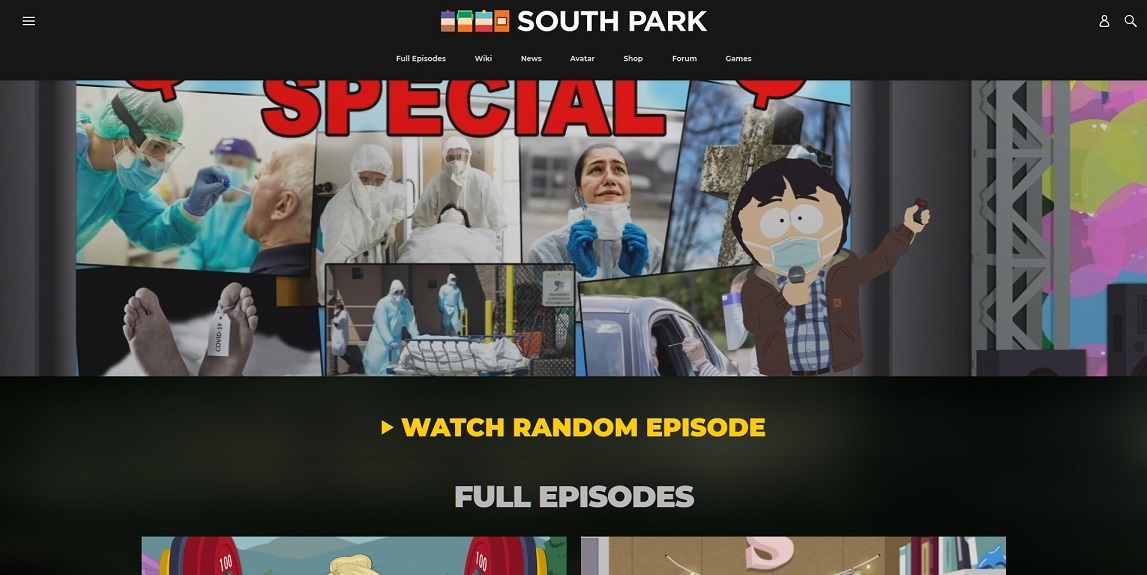 SOUTH PARK
Full Episodes Wiki News Avatar Shop Forum Games
SPECIAL
COVID-19
WATCH RANDOM EPISODE
FULL EPISODES
100 100
S